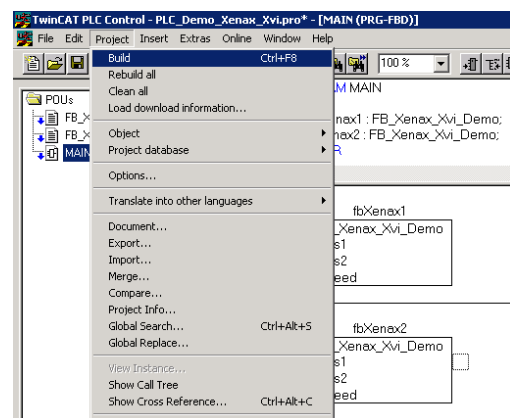 TwinCAT PLC Control - PLC_Demo_Xenax_Xvi.pro* - [MAIN (PRG-FBD)]
File Edit Project Insert Extras Online Window Help
100 %
POUs
FB_X
FB_X
MAIN
Build Ctrl+F8
Rebuild all
Clean all
Load download information...
Object
Project database
Options...
Translate into other languages
Document...
Export...
Import...
Merge...
Compare...
Project Info...
Global Search... Ctrl+Alt+S
Global Replace...
View Instance...
Show Call Tree
Show Cross Reference... Ctrl+Alt+C
M MAIN
nax1 : FB_Xenax_Xvi_Demo;
nax2 : FB_Xenax_Xvi_Demo;
R
fbXenax1
_Xenax_Xvi_Demo
s1
s2
eed
fbXenax2
_Xenax_Xvi_Demo
s1
s2
eed